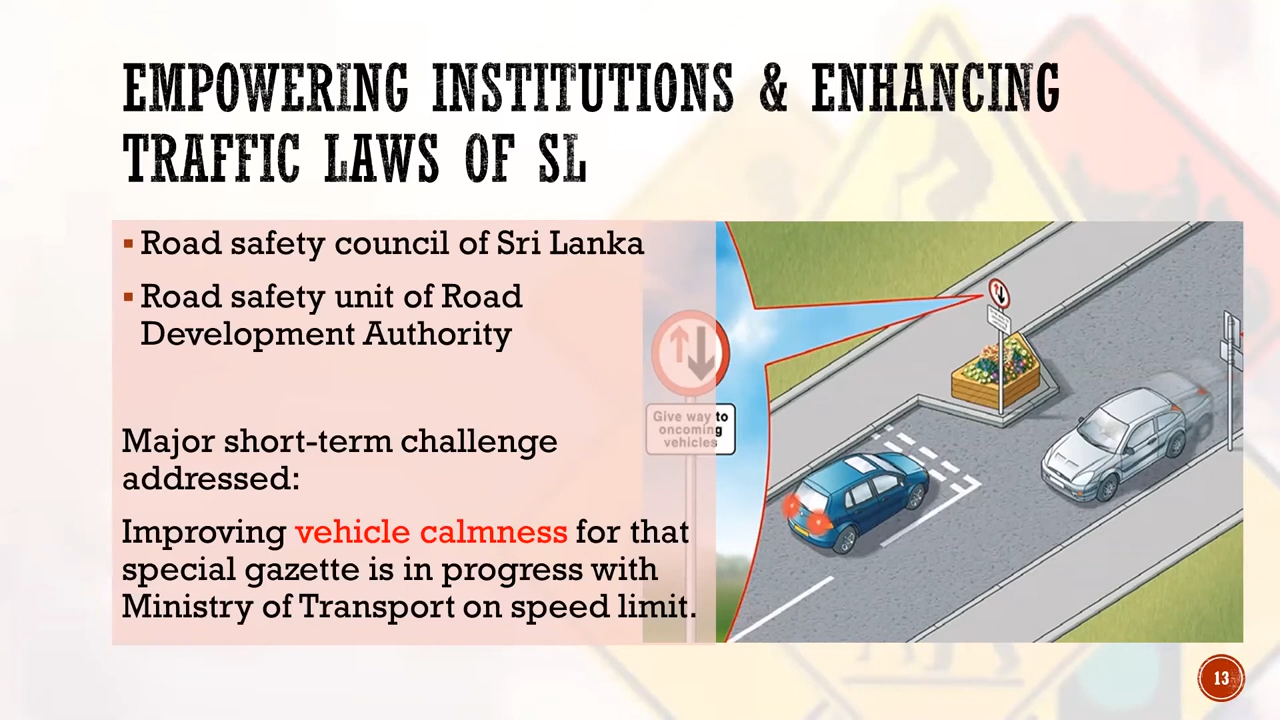 EMPOWERING INSTITUTIONS & ENHANCING
TRAFFIC LAWS OF SL
▪ Road safety council of Sri Lanka
▪ Road safety unit of Road
Development Authority
Give way to
oncoming
vehicles
Major short-term challenge
addressed:
Improving vehicle calmness for that
special gazette is in progress with
Ministry of Transport on speed limit.
13